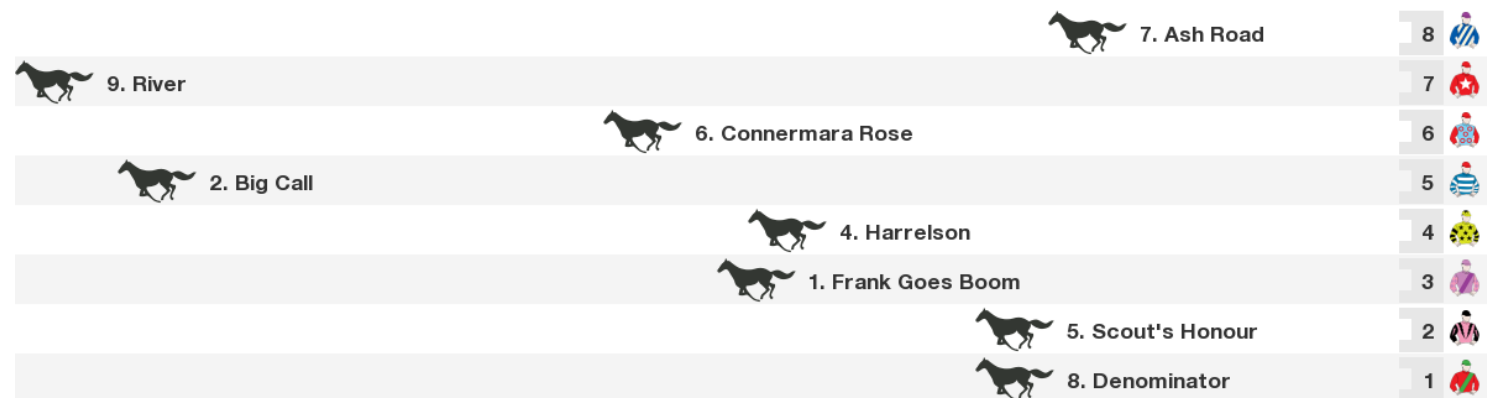 7. Ash Road 8
9. River 7
6. Connermara Rose 6
2. Big Call 5
4. Harrelson 4
1. Frank Goes Boom 3
5. Scout's Honour 2
8. Denominator 1